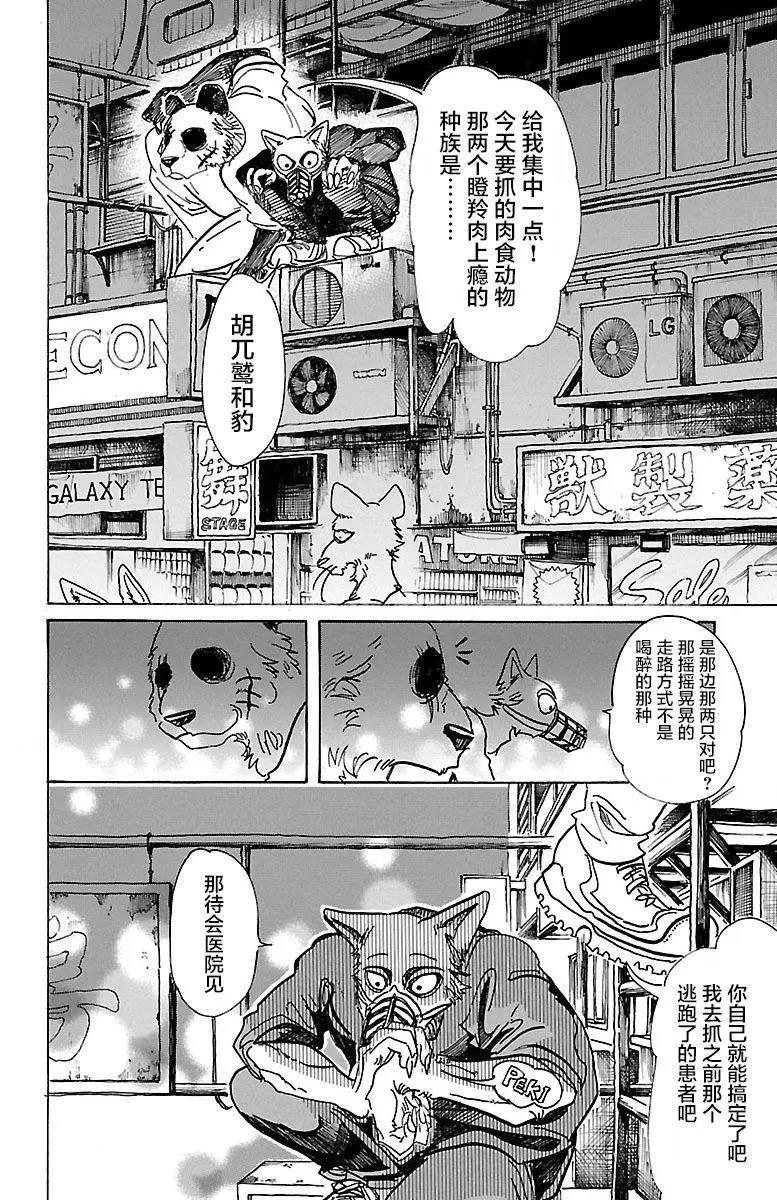 给我集中一点！
今天要抓的肉食动物
那两个瞪羚肉上瘾的
种族是………
胡兀鹫和豹
ECON
LG
GALAXY TE
舞
STAGE
獣製薬
ATURE
Sale
是那边那两只对吧？
那摇摇晃晃的
走路方式不是
喝醉的那种
你自己就能搞定了吧
我去抓之前那个
逃跑了的患者吧
那待会医院见
PEKI